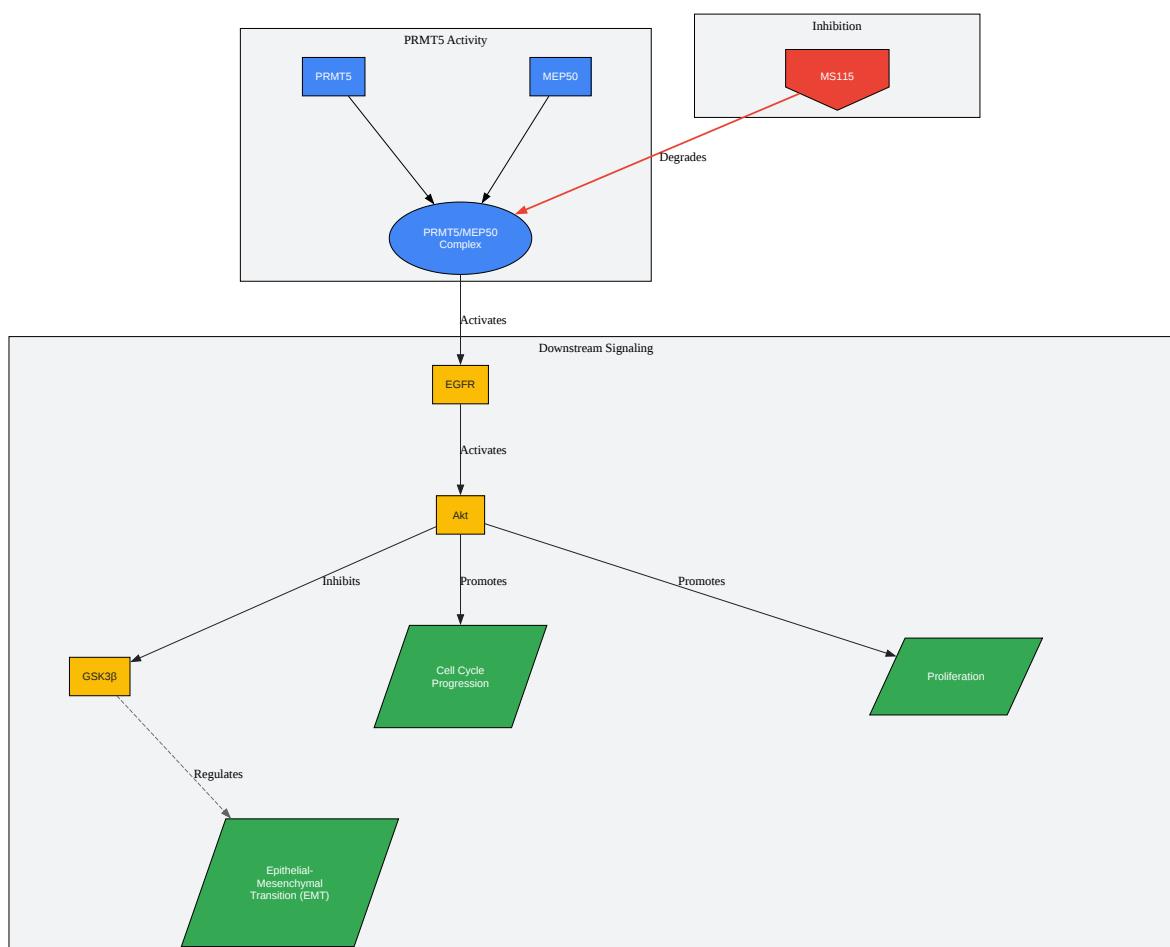 Inhibition
PRMT5 Activity
PRMT5
MEP50
MS115
Degrades
PRMT5/MEP50
Complex
Activates
Downstream Signaling
EGFR
Activates
Akt
Inhibits
Promotes
Promotes
GSK3β
Cell Cycle
Progression
Proliferation
Regulates
Epithelial-
Mesenchymal
Transition (EMT)